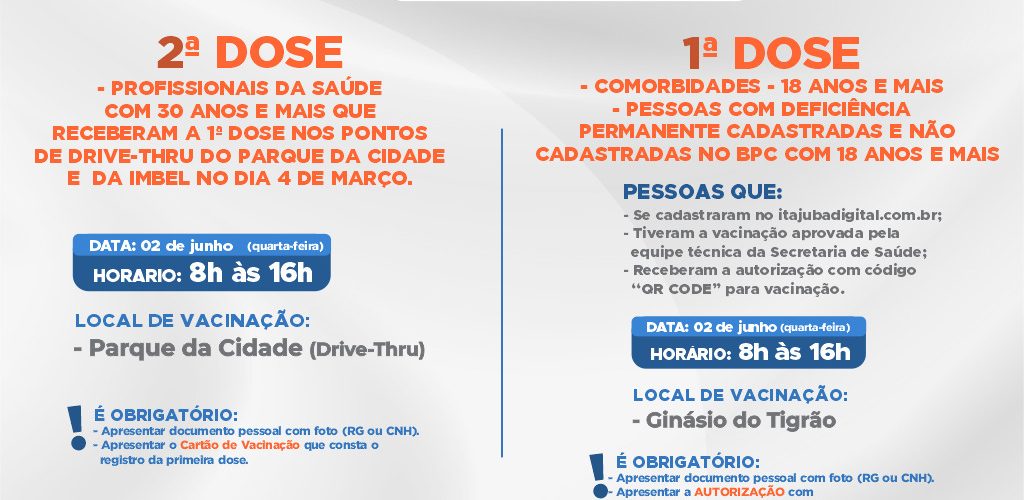 2ª DOSE
- PROFISSIONAIS DA SAÚDE
COM 30 ANOS E MAIS QUE
RECEBERAM A 1ª DOSE NOS PONTOS
DE DRIVE-THRU DO PARQUE DA CIDADE
E DA IMBEL NO DIA 4 DE MARÇO.
DATA: 02 de junho (quarta-feira)
HORÁRIO: 8h às 16h
LOCAL DE VACINAÇÃO:
- Parque da Cidade (Drive-Thru)
! É OBRIGATÓRIO:
- Apresentar documento pessoal com foto (RG ou CNH).
- Apresentar o Cartão de Vacinação que consta o
registro da primeira dose.
1ª DOSE
- COMORBIDADES - 18 ANOS E MAIS
- PESSOAS COM DEFICIÊNCIA
PERMANENTE CADASTRADAS E NÃO
CADASTRADAS NO BPC COM 18 ANOS E MAIS
PESSOAS QUE:
- Se cadastraram no itajubadigital.com.br;
- Tiveram a vacinação aprovada pela
equipe técnica da Secretaria de Saúde;
- Receberam a autorização com código
“QR CODE” para vacinação.
DATA: 02 de junho (quarta-feira)
HORÁRIO: 8h às 16h
LOCAL DE VACINAÇÃO:
- Ginásio do Tigrão
! É OBRIGATÓRIO:
- Apresentar documento pessoal com foto (RG ou CNH).
- Apresentar a AUTORIZAÇÃO com